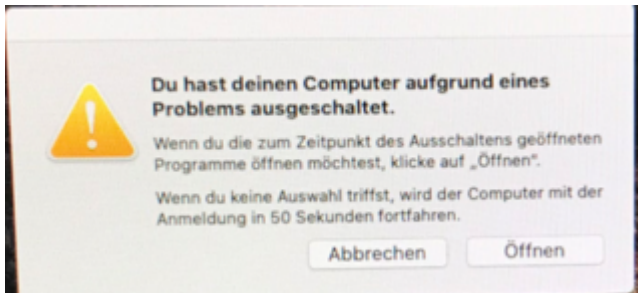 Du hast deinen Computer aufgrund eines
Problems ausgeschaltet.
Wenn du die zum Zeitpunkt des Ausschaltens geöffneten
Programme öffnen möchtest, klicke auf „Öffnen“.
Wenn du keine Auswahl triffst, wird der Computer mit der
Anmeldung in 50 Sekunden fortfahren.
Abbrechen
Öffnen